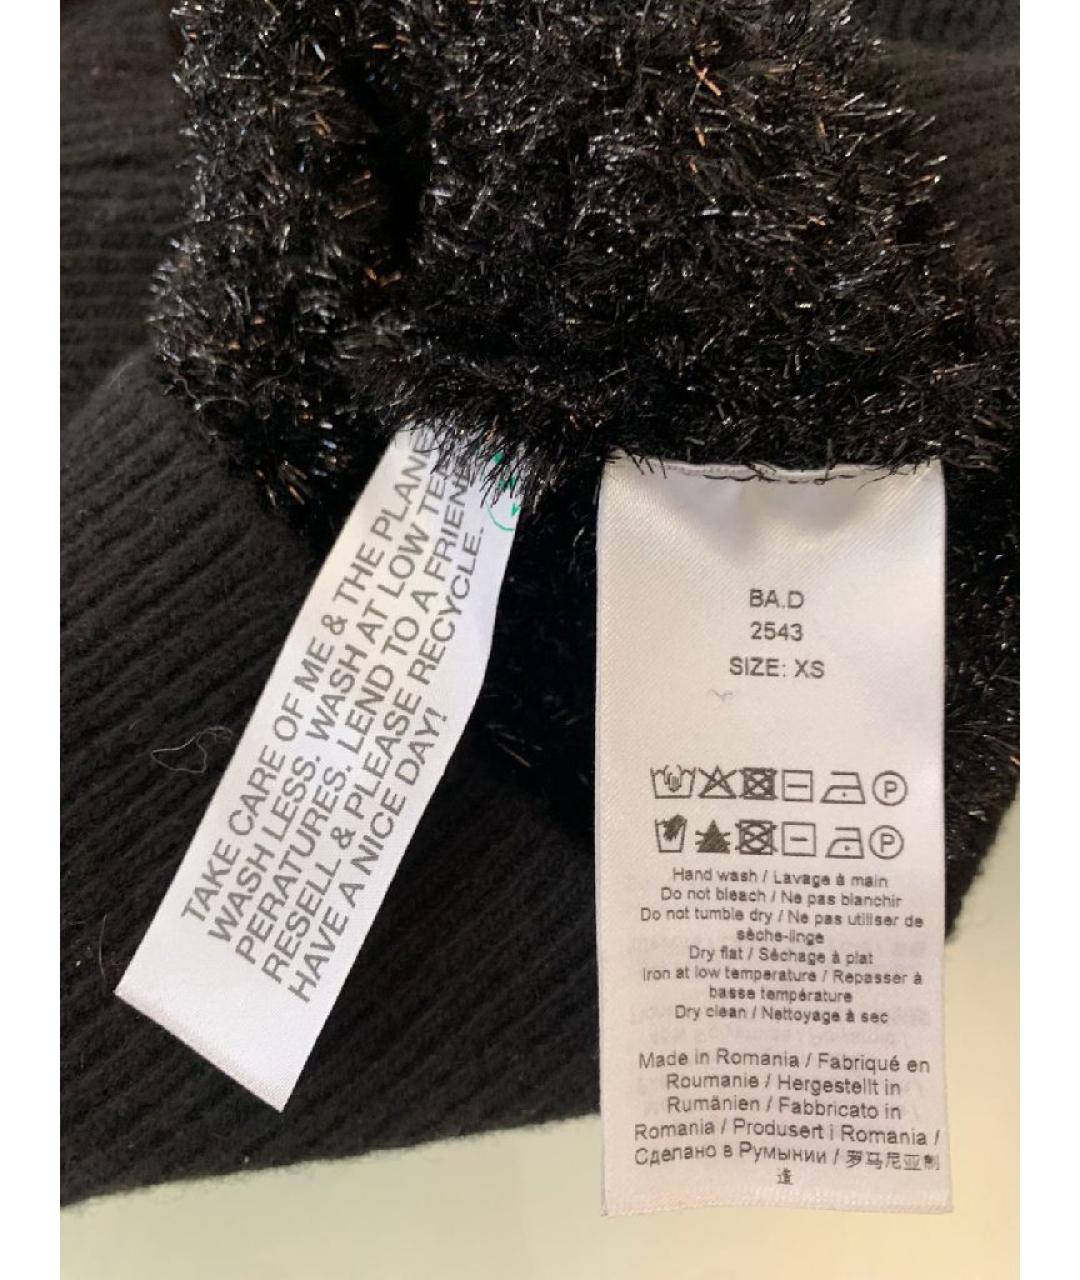 TAKE CARE OF ME & THE PLANE
WASH LESS. WASH AT LOW TEM
PERATURES. LEND TO A FRIEND
RESELL & PLEASE RECYCLE.
HAVE A NICE DAY!
BA.D
2543
SIZE: XS
P
P
Hand wash / Lavage à main
Do not bleach / Ne pas blanchir
Do not tumble dry / Ne pas utiliser de
sèche-linge
Dry flat / Séchage à plat
Iron at low temperature / Repasser à
basse température
Dry clean / Nettoyage à sec
Made in Romania / Fabriqué en
Roumanie / Hergestellt in
Rumänien / Fabbricato in
Romania / Produsert i Romania /
Сделано в Румынии / 罗马尼亚制
造